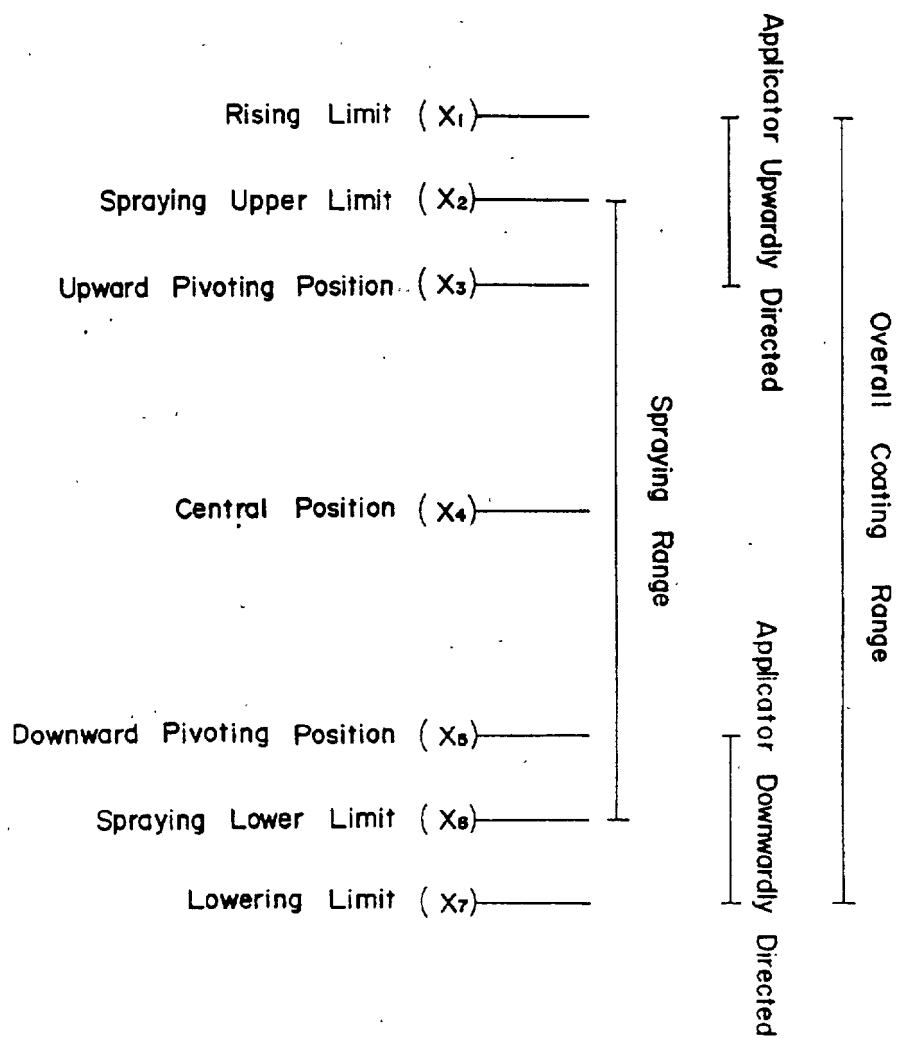 Rising Limit (X1)
Spraying Upper Limit (X2)
Upward Pivoting Position (X3)
Central Position (X4)
Downward Pivoting Position (X5)
Spraying Lower Limit (X6)
Lowering Limit (X7)
Spraying Range
Applicator Upwardly Directed
Applicator Downwardly Directed
Overall Coating Range